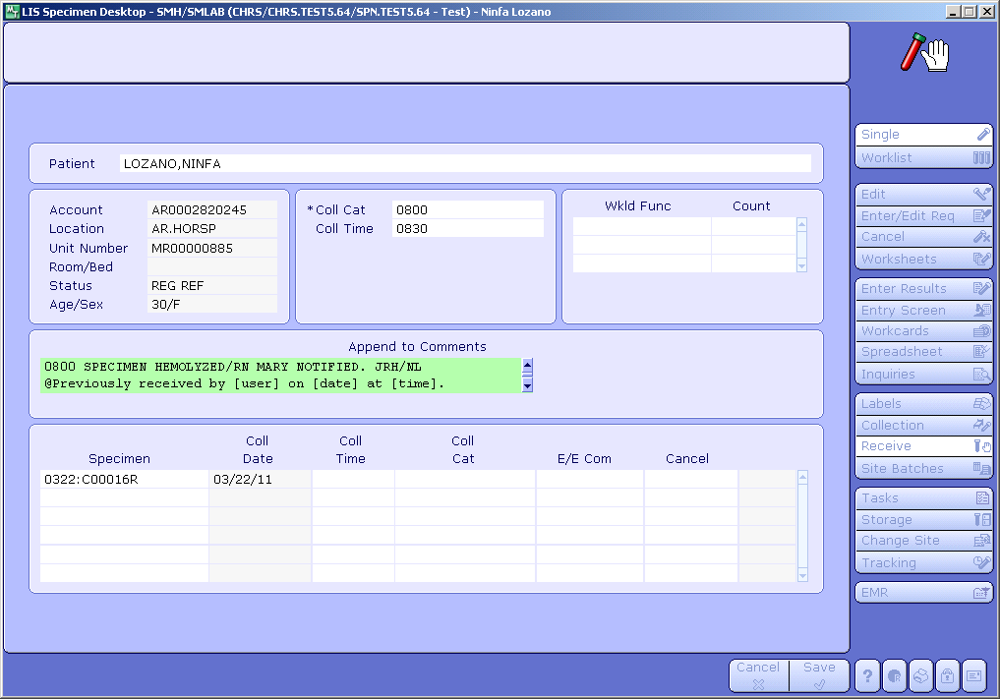 LIS Specimen Desktop - SMH/SMLAB (CHRS/CHRS.TEST5.64/SPN.TEST5.64 - Test) - Ninfa Lozano
Patient LOZANO,NINFA
Account AR0002820245
Location AR.HORSP
Unit Number MR00000885
Room/Bed
Status REG REF
Age/Sex 30/F
*Coll Cat 0800
Coll Time 0830
Wkld Func Count
Append to Comments
0800 SPECIMEN HEMOLYZED/RN MARY NOTIFIED. JRH/NL
@Previously received by [user] on [date] at [time].
Coll Coll Coll
Specimen Date Time Cat E/E Com Cancel
0322:C00016R 03/22/11
Single
Worklist
Edit
Enter/Edit Req
Cancel
Worksheets
Enter Results
Entry Screen
Workcards
Spreadsheet
Inquiries
Labels
Collection
Receive
Site Batches
Tasks
Storage
Change Site
Tracking
EMR
Cancel Save ?